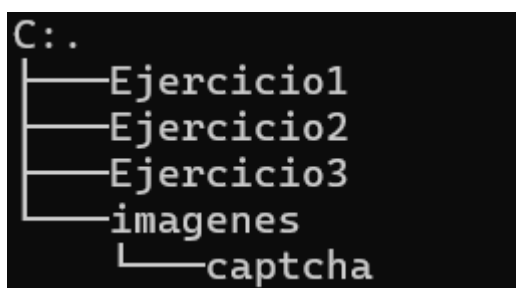 C:.
├───Ejercicio1
├───Ejercicio2
├───Ejercicio3
└───imagenes
    └───captcha